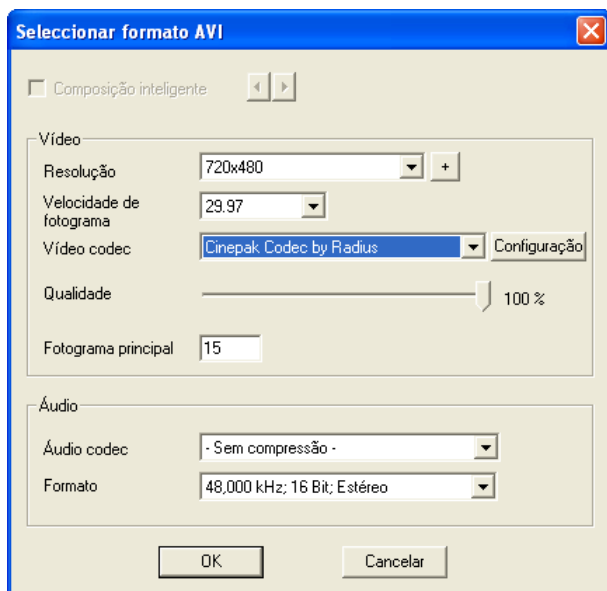 Seleccionar formato AVI
Composição inteligente
Vídeo
Resolução 720x480 +
Velocidade de 29.97
fotograma
Vídeo codec Cinepak Codec by Radius Configuração
Qualidade 100 %
Fotograma principal 15
Áudio
Áudio codec - Sem compressão -
Formato 48,000 kHz; 16 Bit; Estéreo
OK Cancelar